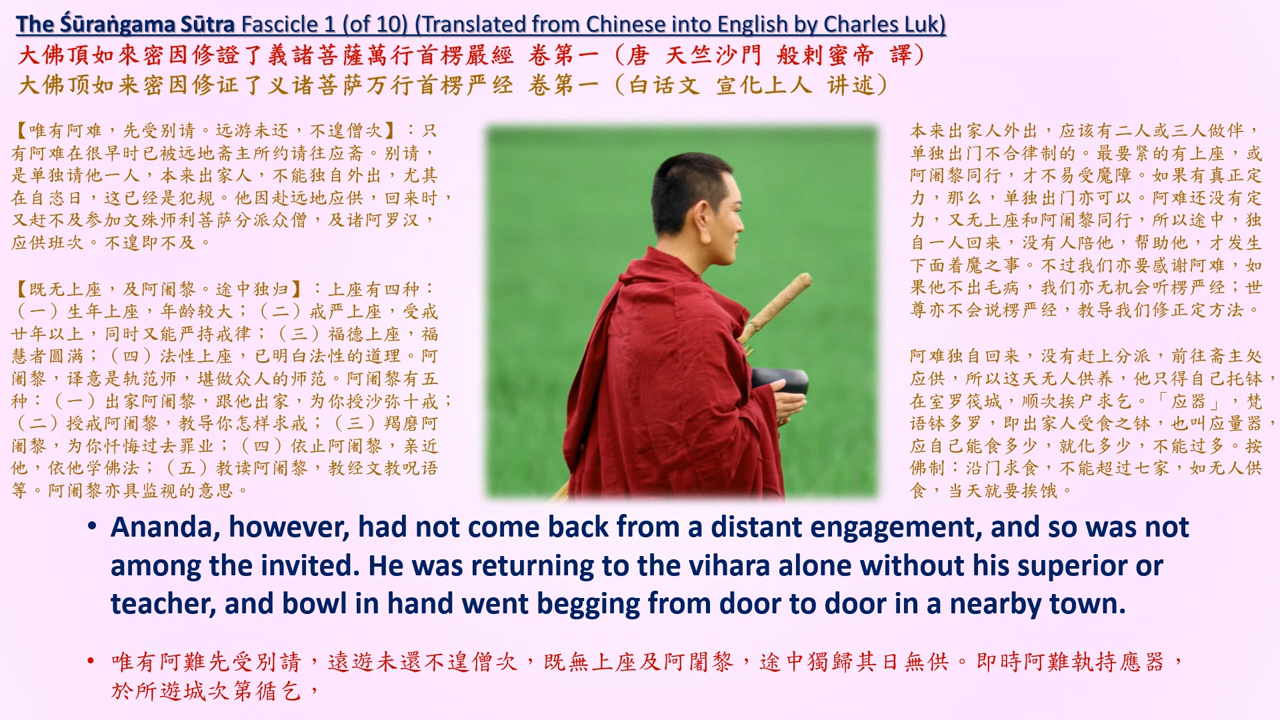 The Śūraṅgama Sūtra Fascicle 1 (of 10) (Translated from Chinese into English by Charles Luk)
大佛頂如來密因修證了義諸菩薩萬行首楞嚴經 卷第一（唐 天竺沙門 般剌蜜帝 譯）
大佛顶如来密因修证了义诸菩萨万行首楞严经 卷第一（白话文 宣化上人 讲述）
【唯有阿难，先受别请。远游未还，不遑僧次】：只
有阿难在很早时已被远地斋主所约请往应斋。别请，
是单独请他一人，本来出家人，不能独自外出，尤其
在自恣日，这已经是犯规。他因赴远地应供，回来时，
又赶不及参加文殊师利菩萨分派众僧，及诸阿罗汉，
应供班次。不遑即不及。
【既无上座，及阿阇黎。途中独归】：上座有四种：
（一）生年上座，年龄较大；（二）戒严上座，受戒
廿年以上，同时又能严持戒律；（三）福德上座，福
慧者圆满；（四）法性上座，已明白法性的道理。阿
阇黎，译意是轨范师，堪做众人的师范。阿阇黎有五
种：（一）出家阿阇黎，跟他出家，为你授沙弥十戒；
（二）授戒阿阇黎，教导你怎样求戒；（三）羯磨阿
阇黎，为你忏悔过去罪业；（四）依止阿阇黎，亲近
他，依他学佛法；（五）教读阿阇黎，教经文教咒语
等。阿阇黎亦具监视的意思。
本来出家人外出，应该有二人或三人做伴，
单独出门不合律制的。最要紧的有上座，或
阿阇黎同行，才不易受魔障。如果有真正定
力，那么，单独出门亦可以。阿难还没有定
力，又无上座和阿阇黎同行，所以途中，独
自一人回来，没有人陪他，帮助他，才发生
下面着魔之事。不过我们亦要感谢阿难，如
果他不出毛病，我们亦无机会听楞严经；世
尊亦不会说楞严经，教导我们修正定方法。
阿难独自回来，没有赶上分派，前往斋主处
应供，所以这天无人供养，他只得自己托钵，
在室罗筏城，顺次挨户求乞。「应器」，梵
语钵多罗，即出家人受食之钵，也叫应量器，
应自己能食多少，就化多少，不能过多。按
佛制：沿门求食，不能超过七家，如无人供
食，当天就要挨饿。
• Ananda, however, had not come back from a distant engagement, and so was not
among the invited. He was returning to the vihara alone without his superior or
teacher, and bowl in hand went begging from door to door in a nearby town.
• 唯有阿難先受別請，遠遊未還不遑僧次，既無上座及阿闍黎，途中獨歸其日無供。即時阿難執持應器，
於所遊城次第循乞，